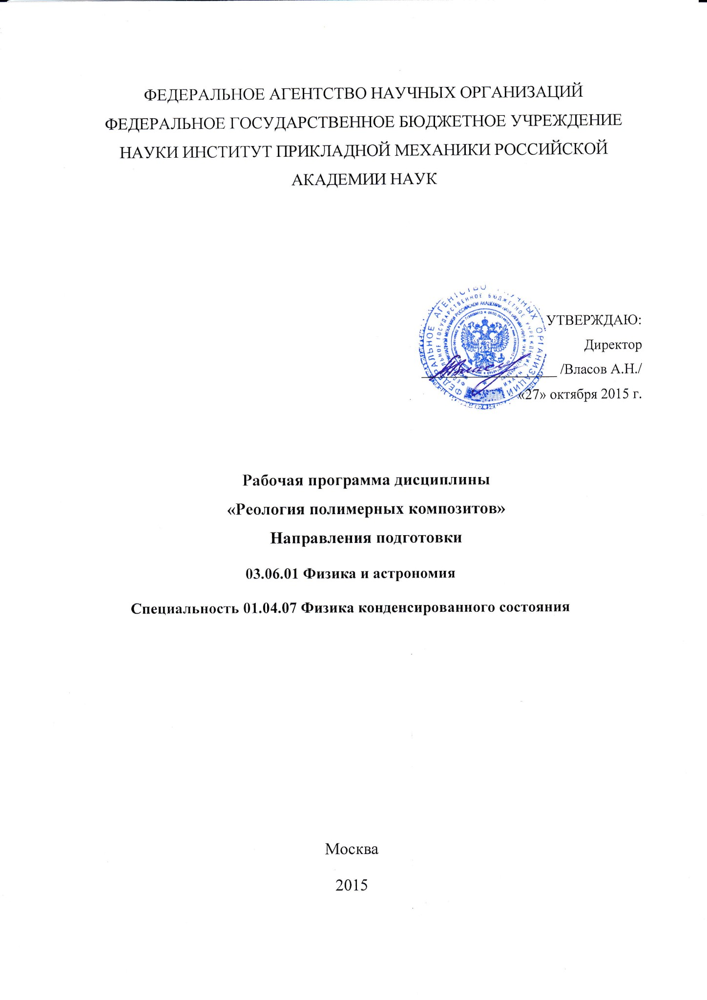 ФЕДЕРАЛЬНОЕ АГЕНТСТВО НАУЧНЫХ ОРГАНИЗАЦИЙ
ФЕДЕРАЛЬНОЕ ГОСУДАРСТВЕННОЕ БЮДЖЕТНОЕ УЧРЕЖДЕНИЕ
НАУКИ ИНСТИТУТ ПРИКЛАДНОЙ МЕХАНИКИ РОССИЙСКОЙ
АКАДЕМИИ НАУК
УТВЕРЖДАЮ:
Директор
/Власов А.Н./
«27» октября 2015 г.
Рабочая программа дисциплины
«Реология полимерных композитов»
Направления подготовки
03.06.01 Физика и астрономия
Специальность 01.04.07 Физика конденсированного состояния
Москва
2015